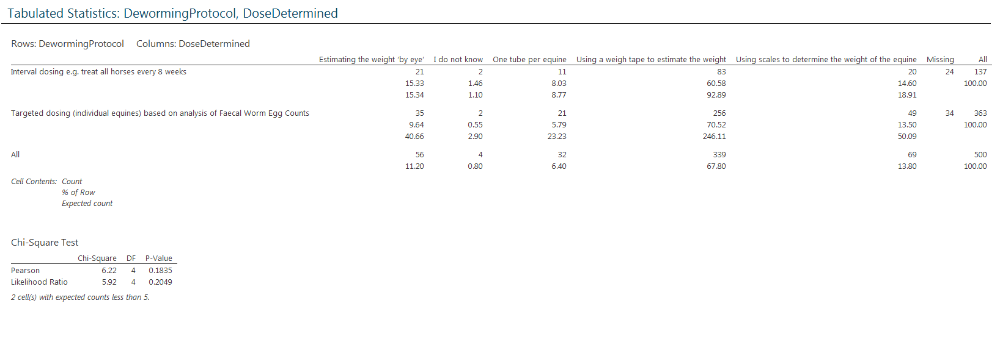 Tabulated Statistics: DewormingProtocol, DoseDetermined
Rows: DewormingProtocol Columns: DoseDetermined
Estimating the weight 'by eye' I do not know One tube per equine Using a weigh tape to estimate the weight Using scales to determine the weight of the equine Missing All
Interval dosing e.g. treat all horses every 8 weeks 21 2 11 83 20 24 137
15.33 1.46 8.03 60.58 14.60 100.00
15.34 1.10 8.77 92.89 18.91
Targeted dosing (individual equines) based on analysis of Faecal Worm Egg Counts 35 2 21 256 49 34 363
9.64 0.55 5.79 70.52 13.50 100.00
40.66 2.90 23.23 246.11 50.09
All 56 4 32 339 69 500
11.20 0.80 6.40 67.80 13.80 100.00
Cell Contents: Count
% of Row
Expected count
Chi-Square Test
Chi-Square DF P-Value
Pearson 6.22 4 0.1835
Likelihood Ratio 5.92 4 0.2049
2 cell(s) with expected counts less than 5.